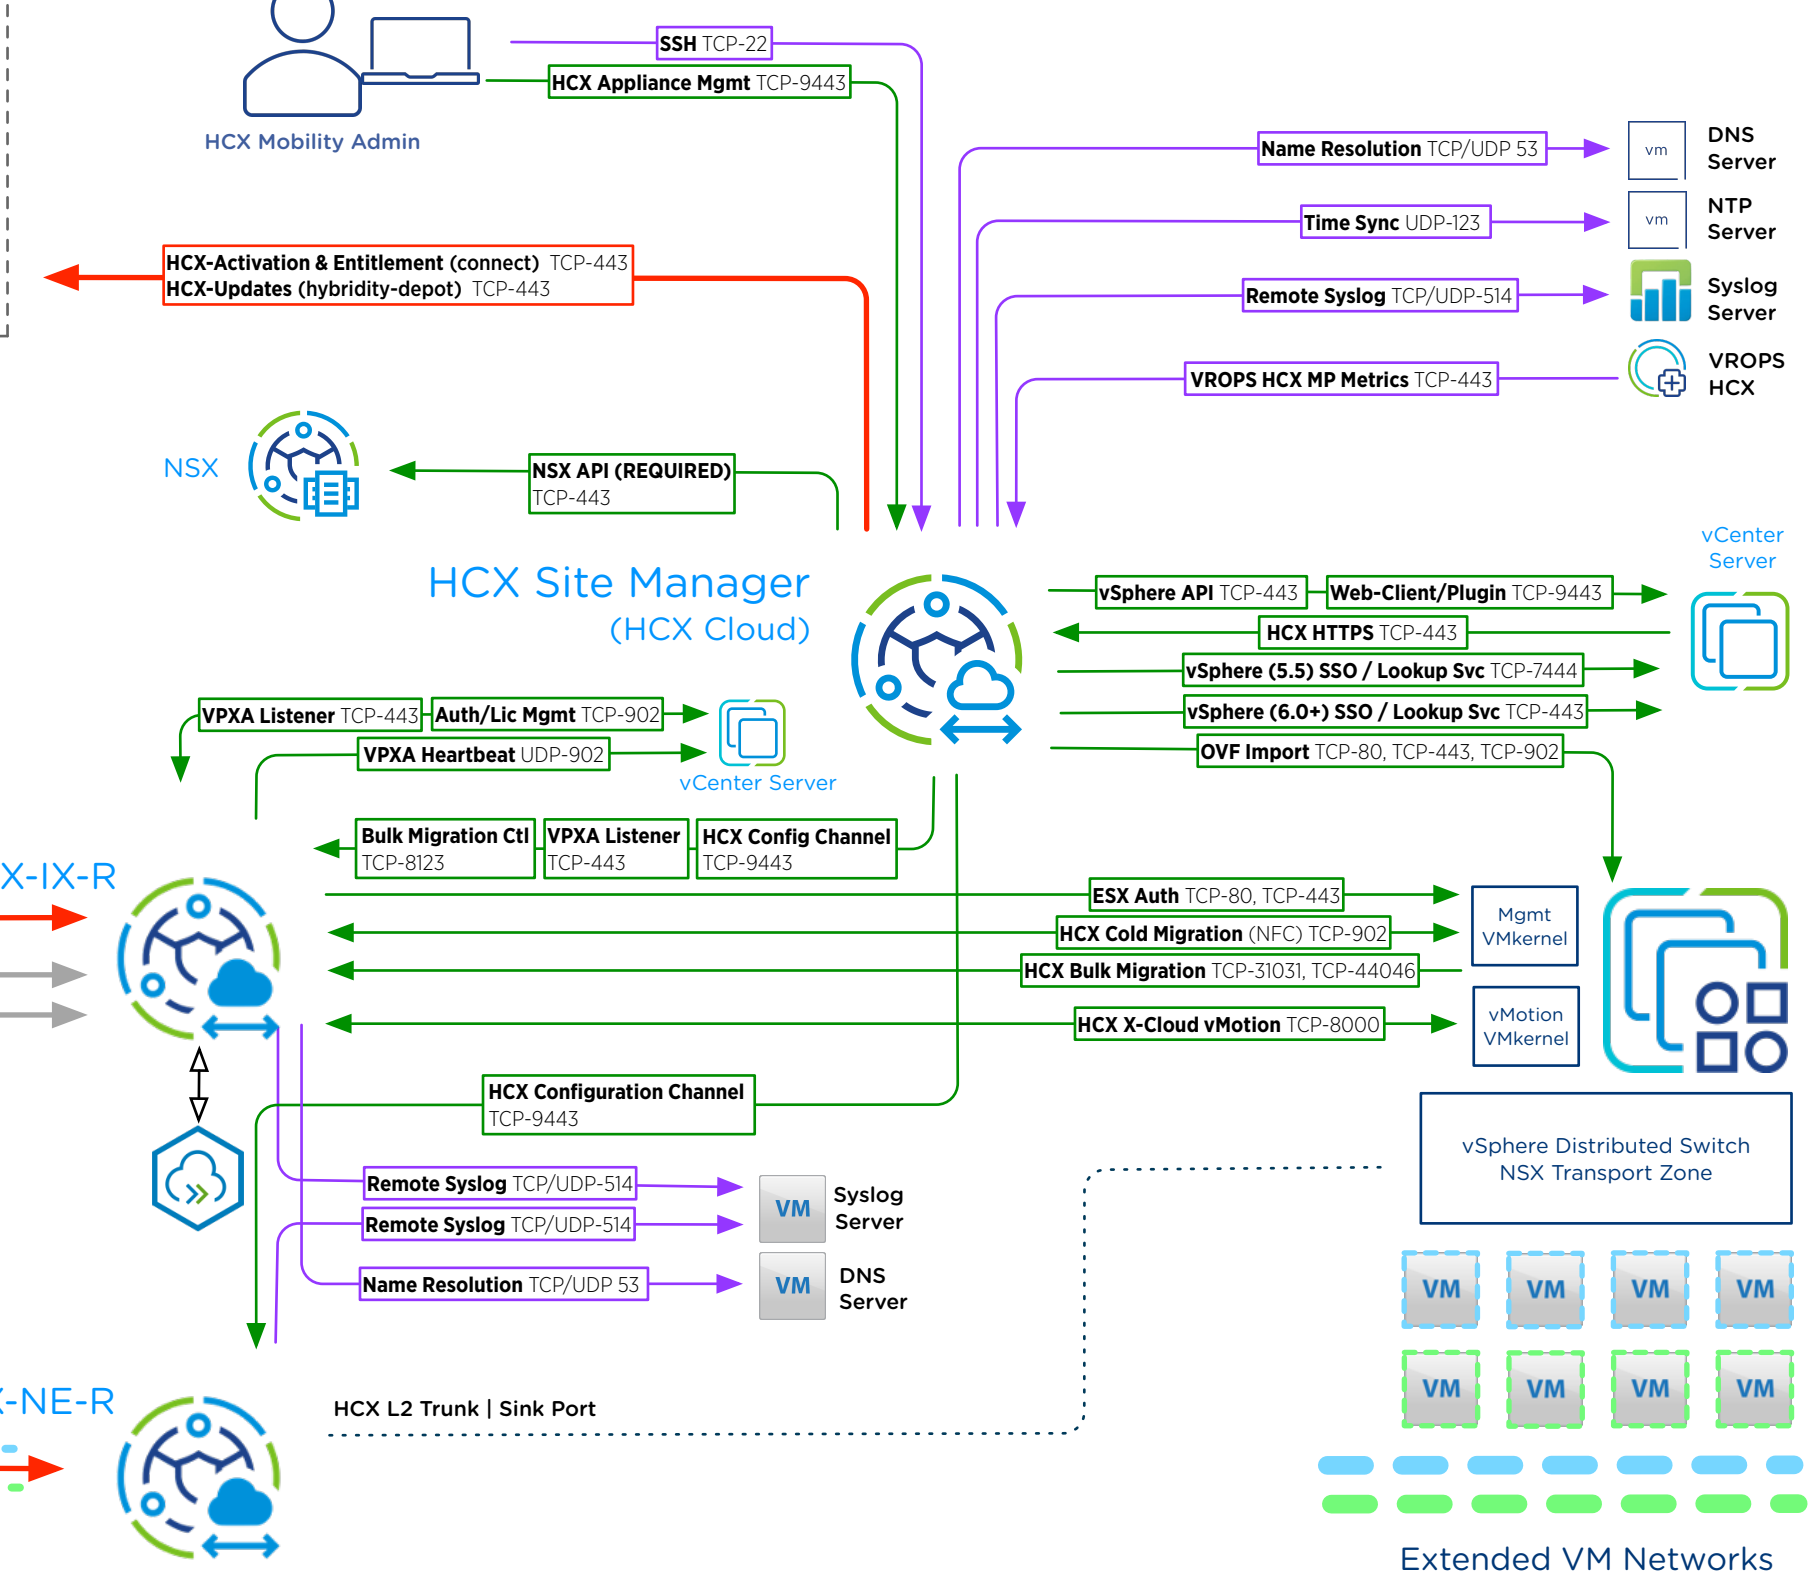 SSH TCP-22
HCX Appliance Mgmt TCP-9443
HCX Mobility Admin
Name Resolution TCP/UDP 53
vm
DNS
Server
Time Sync UDP-123
vm
NTP
Server
HCX-Activation & Entitlement (connect) TCP-443
HCX-Updates (hybridity-depot) TCP-443
Remote Syslog TCP/UDP-514
Syslog
Server
VROPS HCX MP Metrics TCP-443
VROPS
HCX
NSX
NSX API (REQUIRED)
TCP-443
HCX Site Manager
(HCX Cloud)
vCenter
Server
vSphere API TCP-443
Web-Client/Plugin TCP-9443
HCX HTTPS TCP-443
vSphere (5.5) SSO / Lookup Svc TCP-7444
vSphere (6.0+) SSO / Lookup Svc TCP-443
OVF Import TCP-80, TCP-443, TCP-902
VPXA Listener TCP-443
Auth/Lic Mgmt TCP-902
VPXA Heartbeat UDP-902
vCenter Server
Bulk Migration Ctl
TCP-8123
VPXA Listener
TCP-443
HCX Config Channel
TCP-9443
X-IX-R
ESX Auth TCP-80, TCP-443
HCX Cold Migration (NFC) TCP-902
HCX Bulk Migration TCP-31031, TCP-44046
Mgmt
VMkernel
HCX X-Cloud vMotion TCP-8000
vMotion
VMkernel
HCX Configuration Channel
TCP-9443
vSphere Distributed Switch
NSX Transport Zone
Remote Syslog TCP/UDP-514
Remote Syslog TCP/UDP-514
VM
Syslog
Server
Name Resolution TCP/UDP 53
VM
DNS
Server
VM VM VM VM
VM VM VM VM
X-NE-R
HCX L2 Trunk | Sink Port
Extended VM Networks